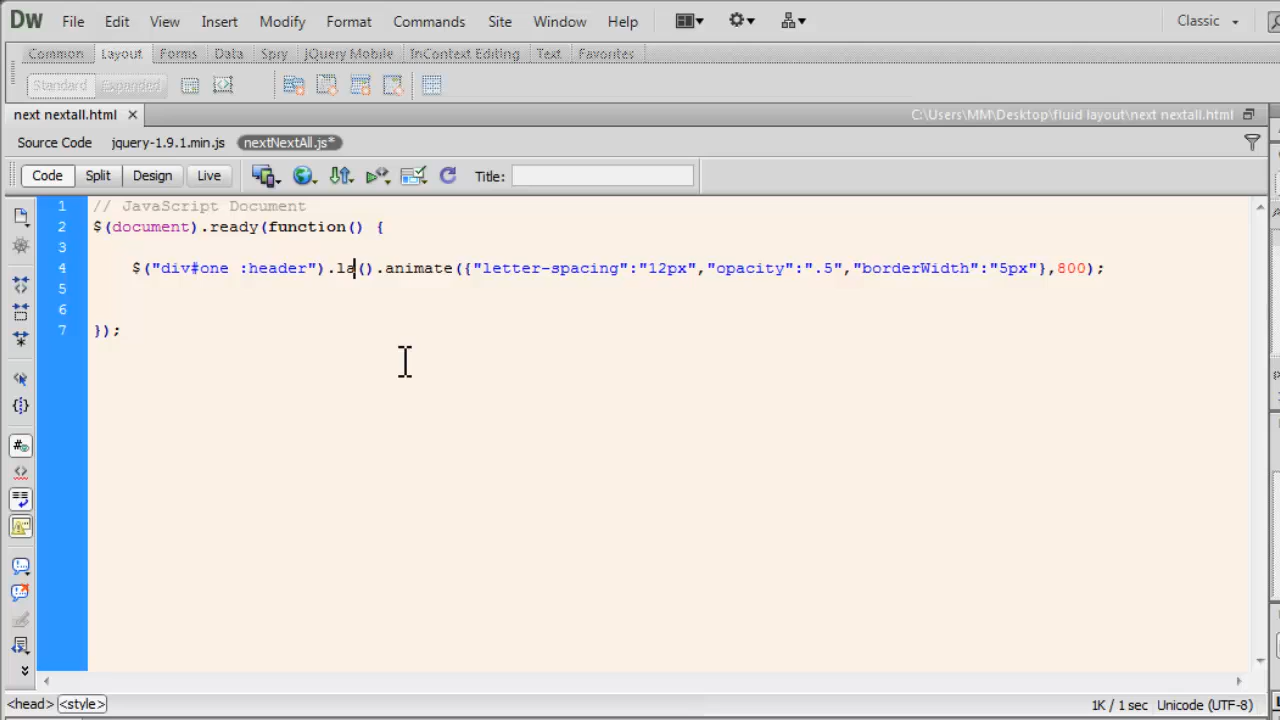 Dw File Edit View Insert Modify Format Commands Site Window Help Classic
Common Layout Forms Data Spry jQuery Mobile InContext Editing Text Favorites
Standard Expanded
next nextall.html C:\Users\MM\Desktop\fluid layout\next nextall.html
Source Code jquery-1.9.1.min.js nextNextAll.js*
Code Split Design Live Title:
1 // JavaScript Document
2 $(document).ready(function() {
3
4 $("div#one :header").la().animate({"letter-spacing":"12px","opacity":".5","borderWidth":"5px"},800);
5
6
7 });
<head> <style> 1K / 1 sec Unicode (UTF-8)